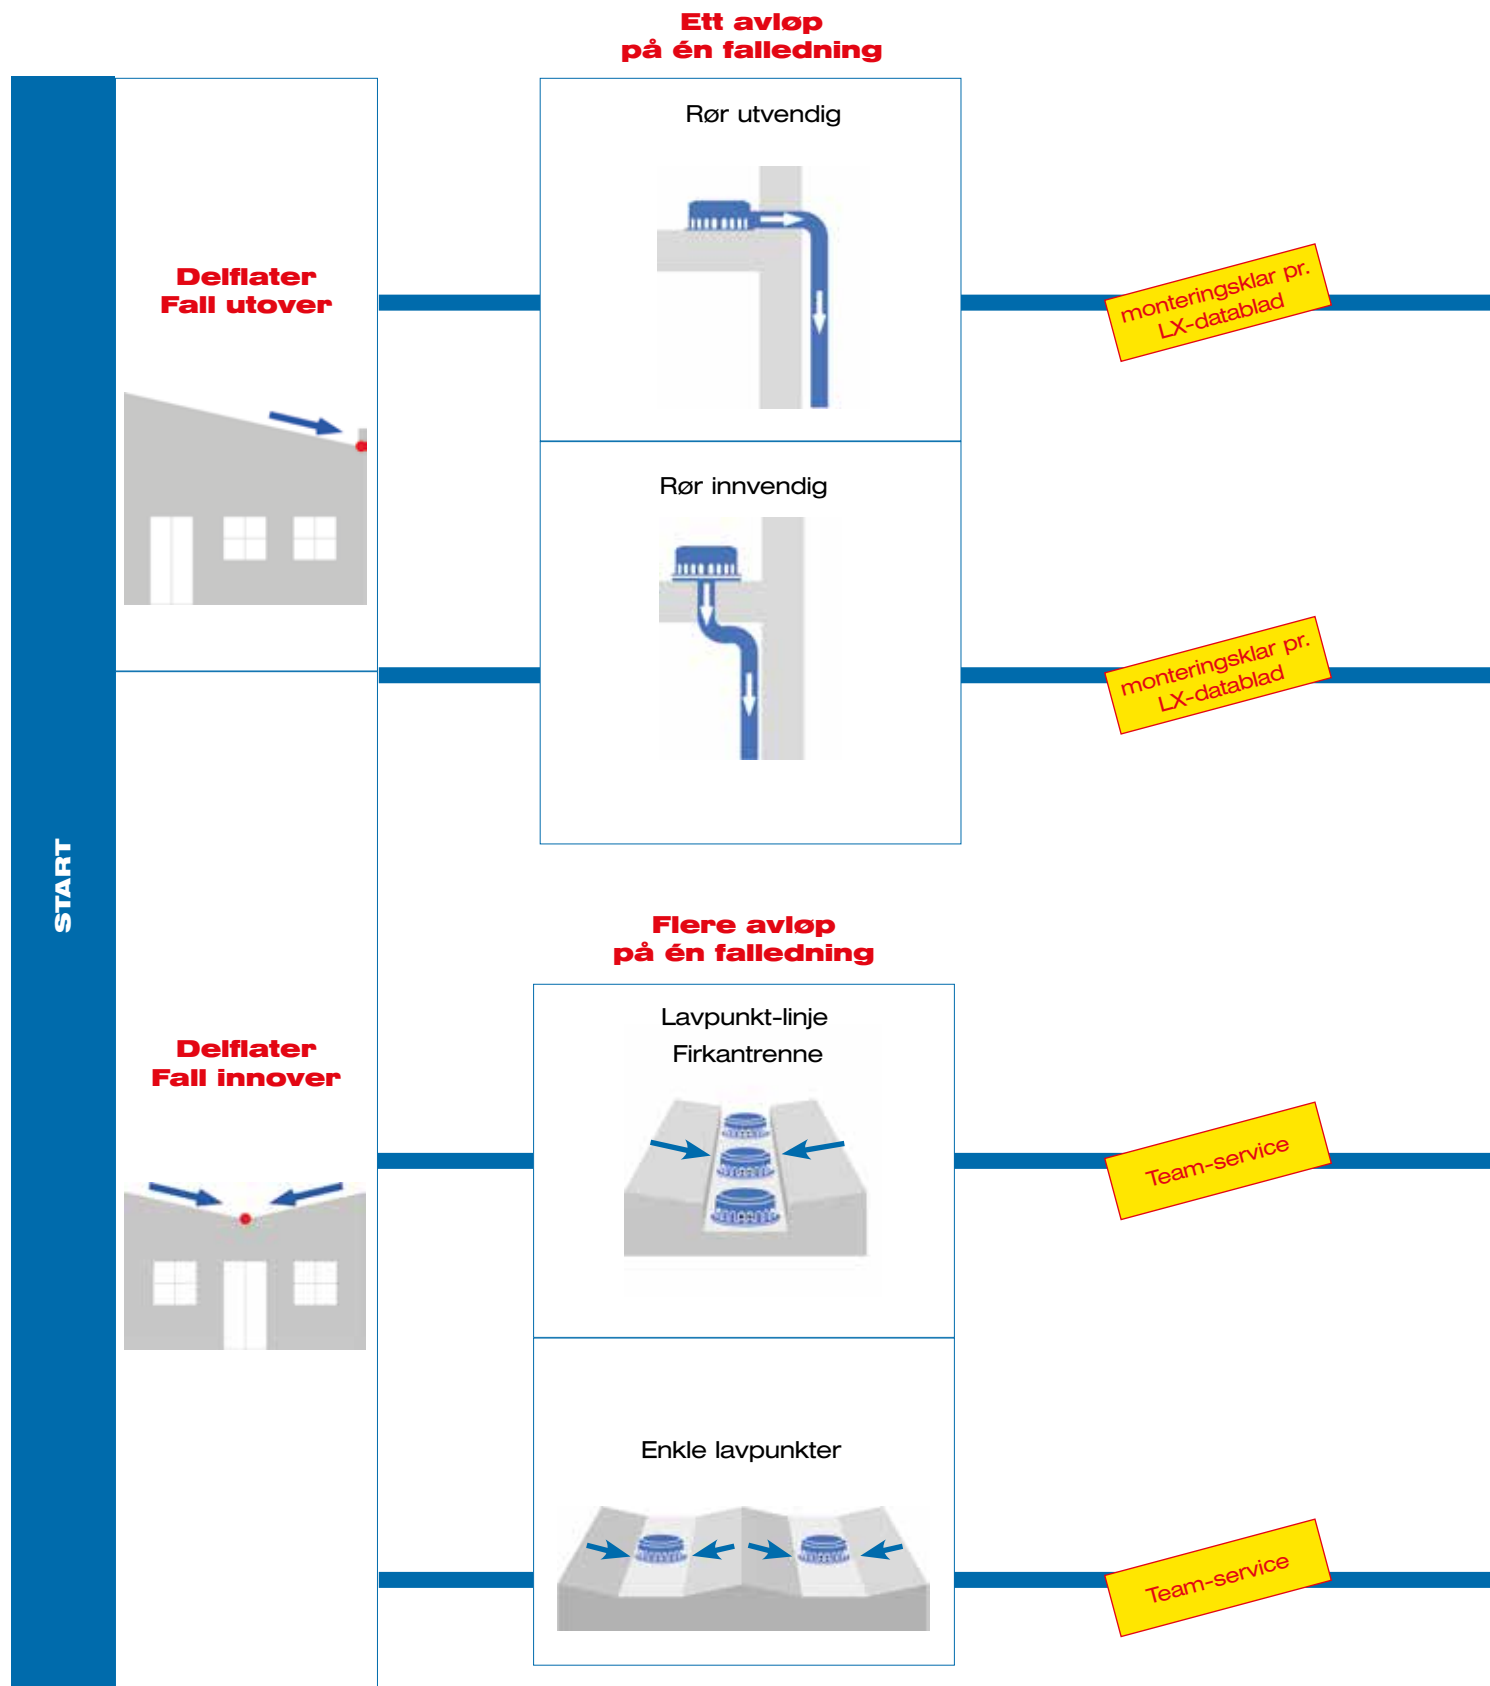 Ett avløp
på én falledning
START
Delflater
Fall utover
Rør utvendig
monteringsklar pr.
LX-datablad
Rør innvendig
monteringsklar pr.
LX-datablad
Flere avløp
på én falledning
Delflater
Fall innover
Lavpunkt-linje
Firkantrenne
Team-service
Enkle lavpunkter
Team-service